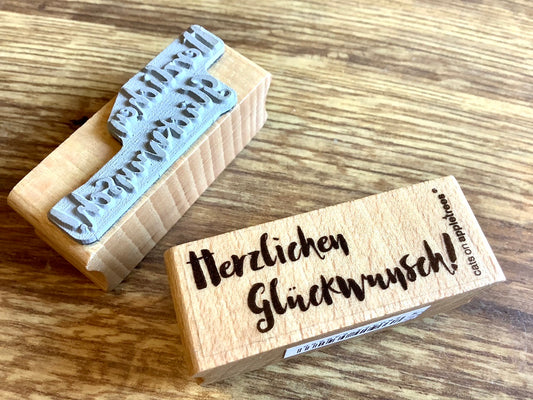 Herzlichen
Glückwunsch!
cats on appletrees®